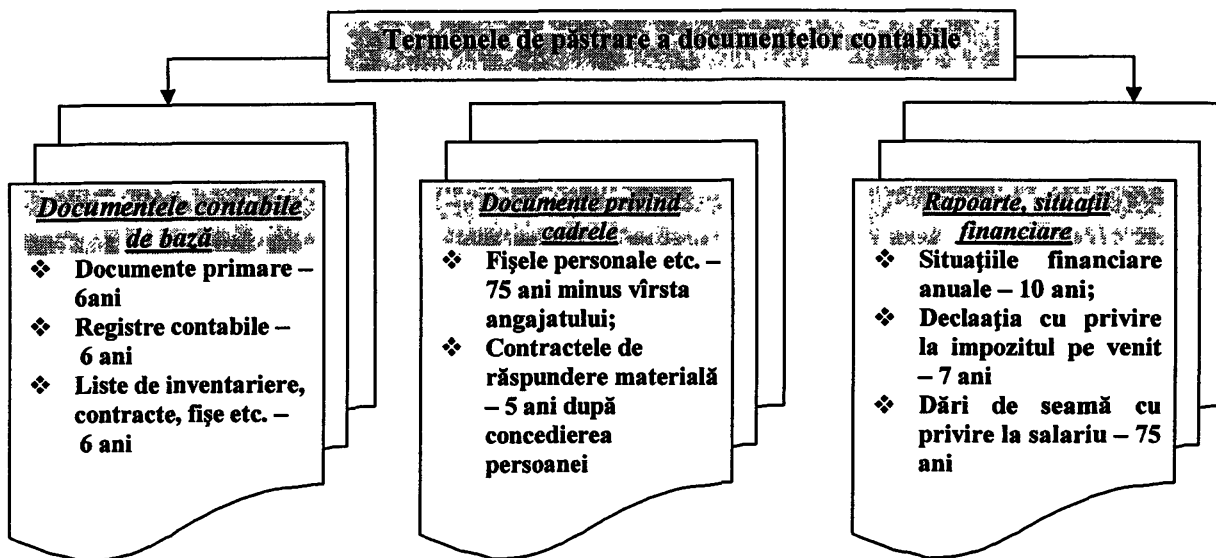 Termenele de păstrare a documentelor contabile
Documentele contabile
de bază
❖ Documente primare –
6ani
❖ Registre contabile –
6 ani
❖ Liste de inventariere,
contracte, fişe etc. –
6 ani
Documente privind
cadrele
❖ Fişele personale etc. –
75 ani minus vîrsta
angajatului;
❖ Contractele de
răspundere materială
– 5 ani după
concedierea
persoanei
Rapoarte, situaţii
financiare
❖ Situaţiile financiare
anuale – 10 ani;
❖ Declaaţia cu privire
la impozitul pe venit
– 7 ani
❖ Dări de seamă cu
privire la salariu – 75
ani